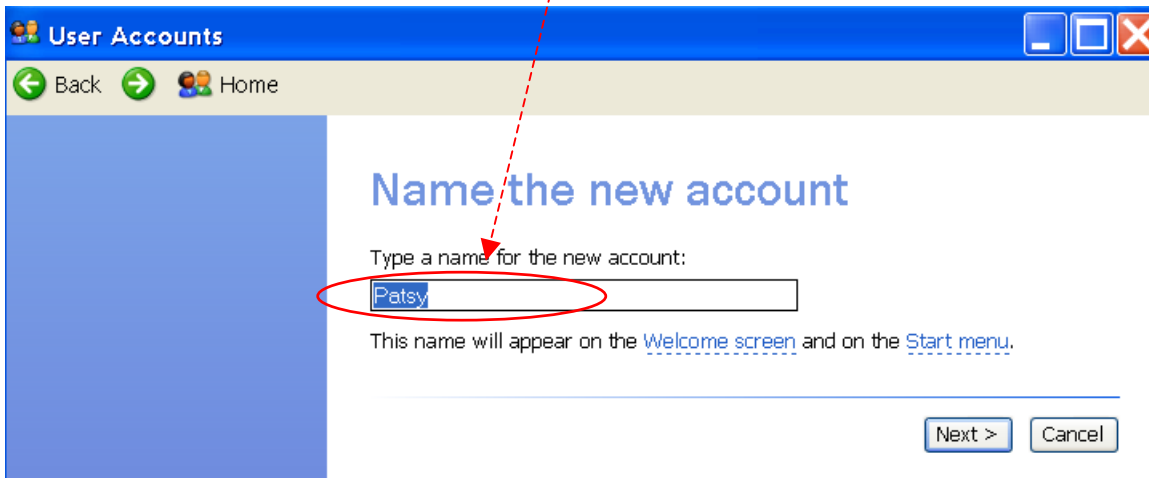 User Accounts
Back Home
Name the new account
Type a name for the new account:
Patsy
This name will appear on the Welcome screen and on the Start menu.
Next > Cancel